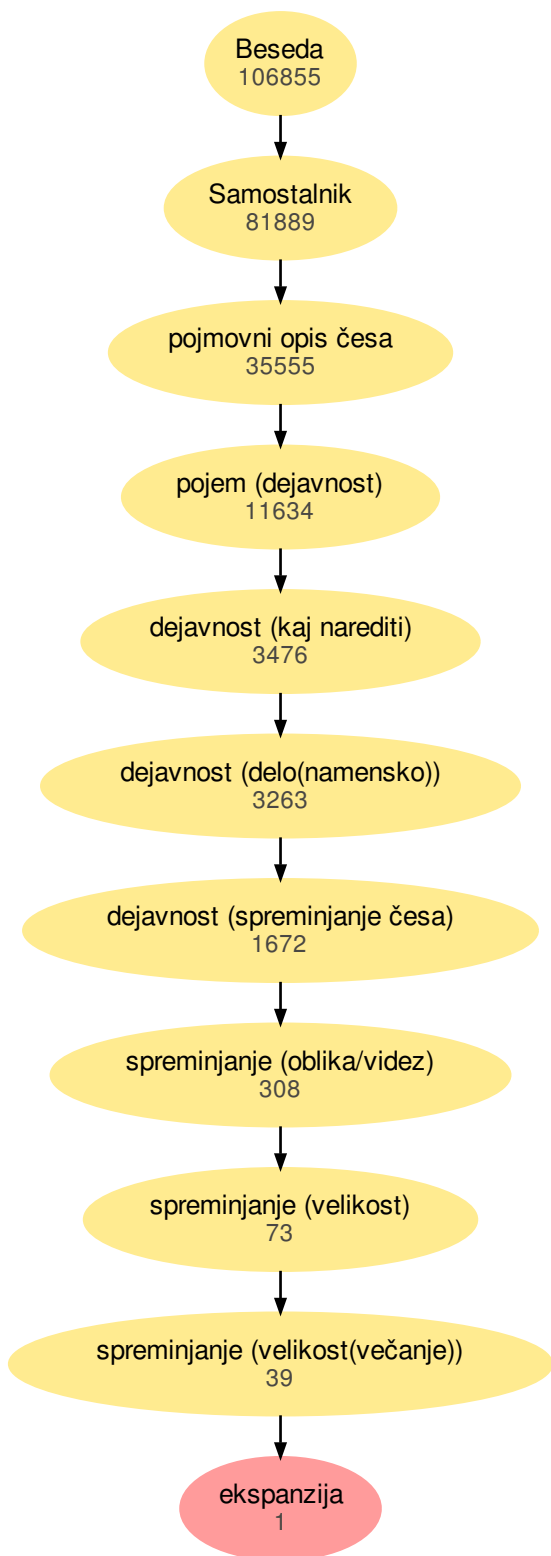 Beseda
106855
Samostalnik
81889
pojmovni opis česa
35555
pojem (dejavnost)
11634
dejavnost (kaj narediti)
3476
dejavnost (delo(namensko))
3263
dejavnost (spreminjanje česa)
1672
spreminjanje (oblika/videz)
308
spreminjanje (velikost)
73
spreminjanje (velikost(večanje))
39
ekspanzija
1